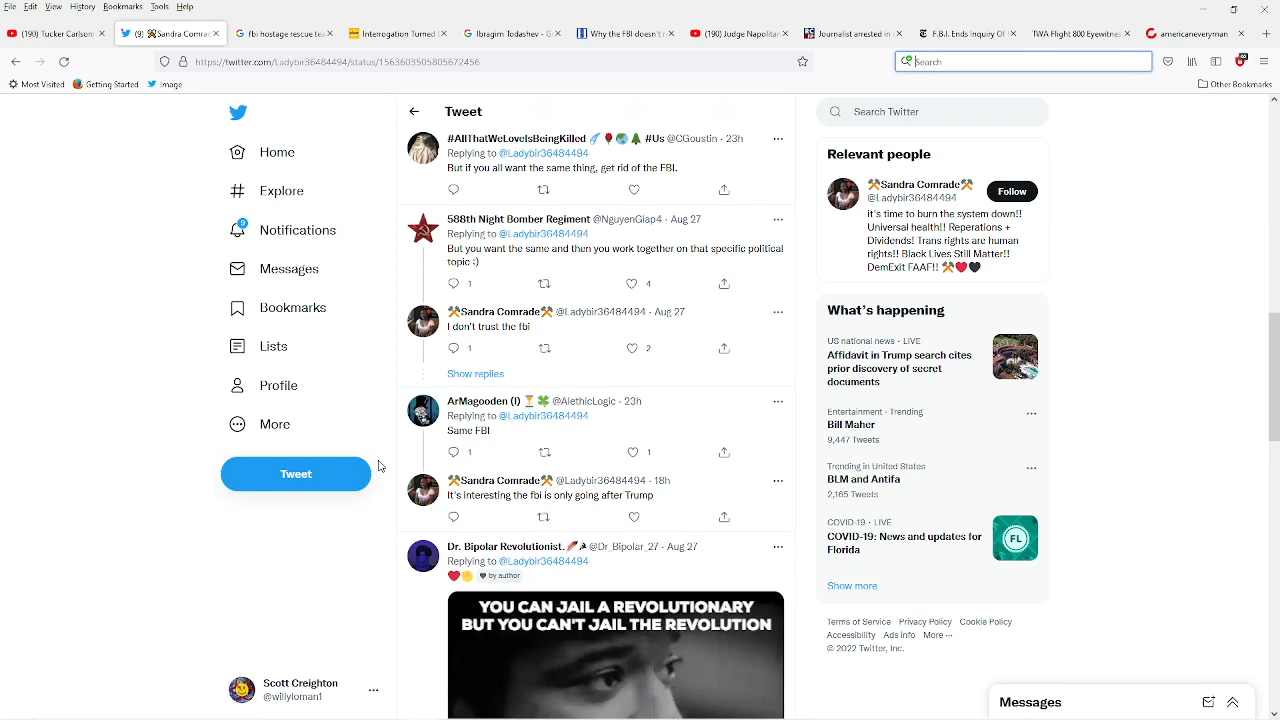 File Edit View History Bookmarks Tools Help
(190) Tucker Carlson:
(9) Sandra Comrad
fbi hostage rescue tea
Interrogation Turned
Ibragim Todashev - G
Why the FBI doesn't r
(190) Judge Napolitan
Journalist arrested in
F.B.I. Ends Inquiry Of
TWA Flight 800 Eyewitne
americaneveryman
https://twitter.com/Ladybir36484494/status/1563603505805877456
Search
Most Visited
Getting Started
Image
Other Bookmarks
Home
Explore
9
Notifications
Messages
Bookmarks
Lists
Profile
More
Tweet
Scott Creighton
@willyloman1
Tweet
#AllThatWeLoveIsBeingKilled #Us @CGoustin · 23h
Replying to @Ladybir36484494
But if you all want the same thing, get rid of the FBI.
588th Night Bomber Regiment @NguyenGiap4 · Aug 27
Replying to @Ladybir36484494
But you want the same and then you work together on that specific political
topic :)
1 4
⚒Sandra Comrade⚒ @Ladybir36484494 · Aug 27
I don't trust the fbi
1 2
Show replies
ArMagooden (I) ⏳🍀 @AlethicLogic · 23h
Replying to @Ladybir36484494
Same FBI
1 1
⚒Sandra Comrade⚒ @Ladybir36484494 · 18h
It's interesting the fbi is only going after Trump
Dr. Bipolar Revolutionist. @Dr_Bipolar_27 · Aug 27
Replying to @Ladybir36484494
by author
YOU CAN JAIL A REVOLUTIONARY
BUT YOU CAN'T JAIL THE REVOLUTION
Search Twitter
Relevant people
⚒Sandra Comrade⚒
@Ladybir36484494
Follow
it's time to burn the system down!!
Universal health!! Reperations +
Dividends! Trans rights are human
rights!! Black Lives Still Matter!!
DemExit FAAF!! ⚒❤️🖤
What's happening
US national news · LIVE
Affidavit in Trump search cites
prior discovery of secret
documents
Entertainment · Trending
Bill Maher
9,447 Tweets
Trending in United States
BLM and Antifa
2,165 Tweets
COVID-19 · LIVE
COVID-19: News and updates for
Florida
FL
Show more
Terms of Service Privacy Policy Cookie Policy
Accessibility Ads info More ···
© 2022 Twitter, Inc.
Messages